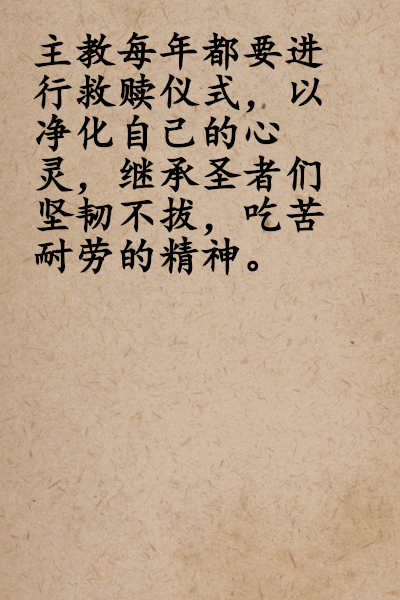 主教每年都要进
行救赎仪式，以
净化自己的心
灵，继承圣者们
坚韧不拔，吃苦
耐劳的精神。